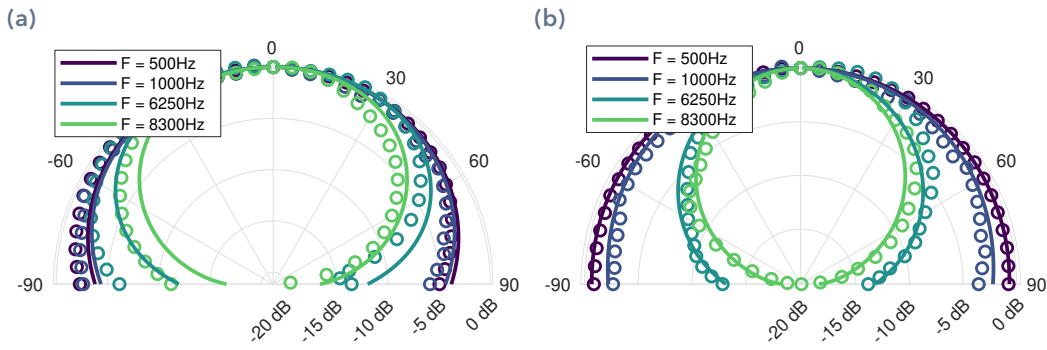 (a)
F = 500Hz
F = 1000Hz
F = 6250Hz
F = 8300Hz
0
30
60
90
-60
-90
-20 dB
-15 dB
-10 dB
-5 dB
0 dB
(b)
F = 500Hz
F = 1000Hz
F = 6250Hz
F = 8300Hz
0
30
60
90
-60
-90
-20 dB
-15 dB
-10 dB
-5 dB
0 dB